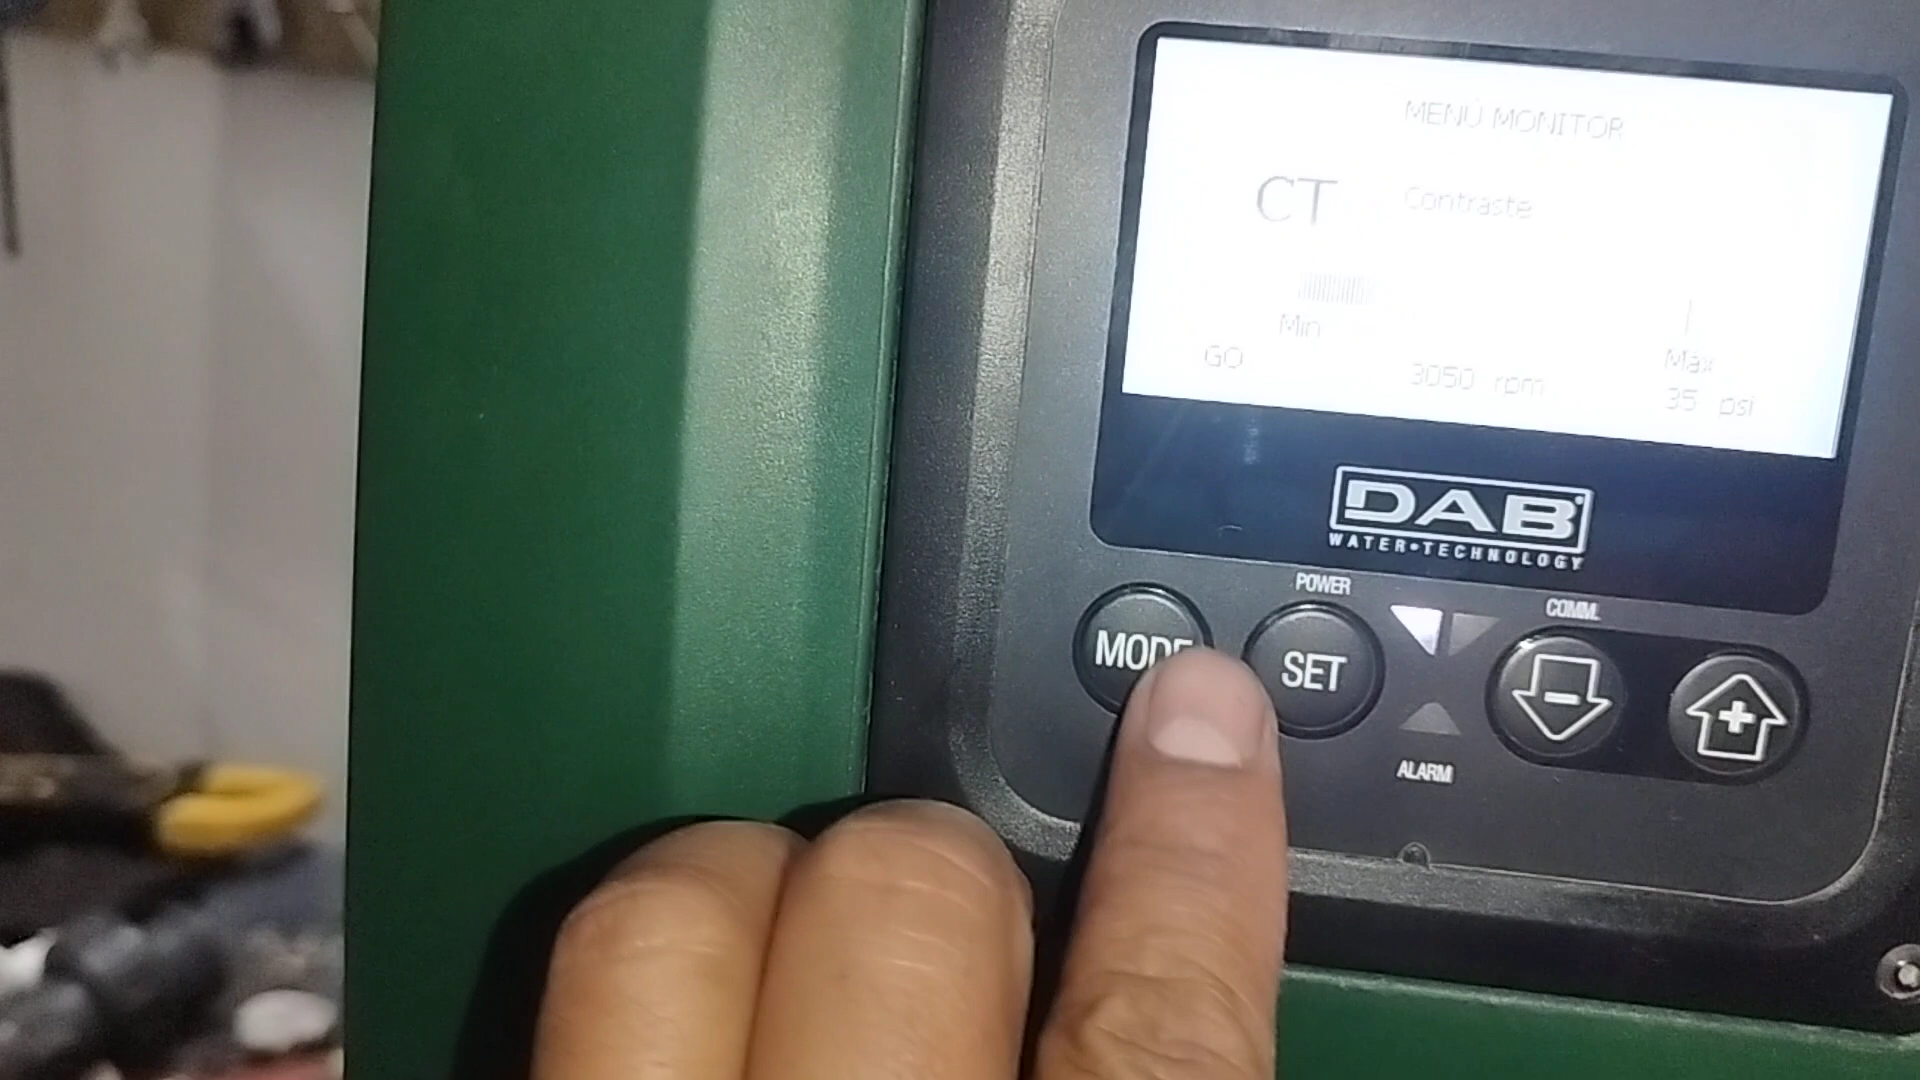 MENÚ MONITOR
CT Contraste
Min
Max
GO 3050 rpm 35 psi
DAB
WATER•TECHNOLOGY
POWER
COMM.
MODE
SET
-
+
ALARM